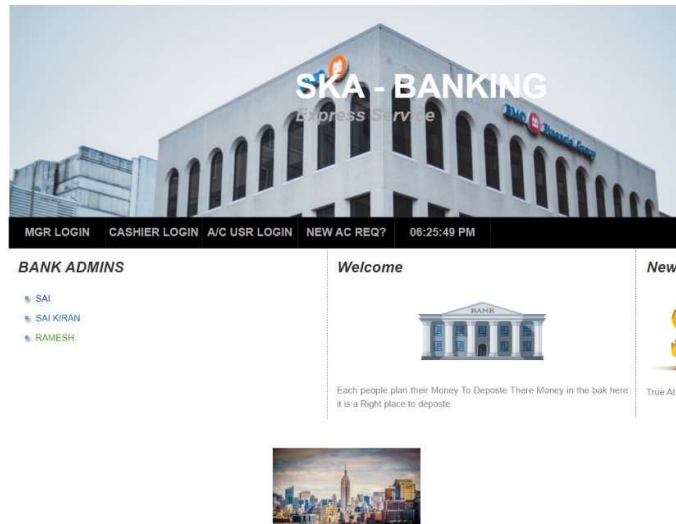 SKA - BANKING
Express Service
MGR LOGIN CASHIER LOGIN A/C USR LOGIN NEW AC REQ? 06:25:49 PM
BANK ADMINS
SAI
SAI KIRAN
RAMESH
Welcome
BANK
Each people plan their Money To Deposte There Money in the bak here
it is a Right place to deposte.
New
True At